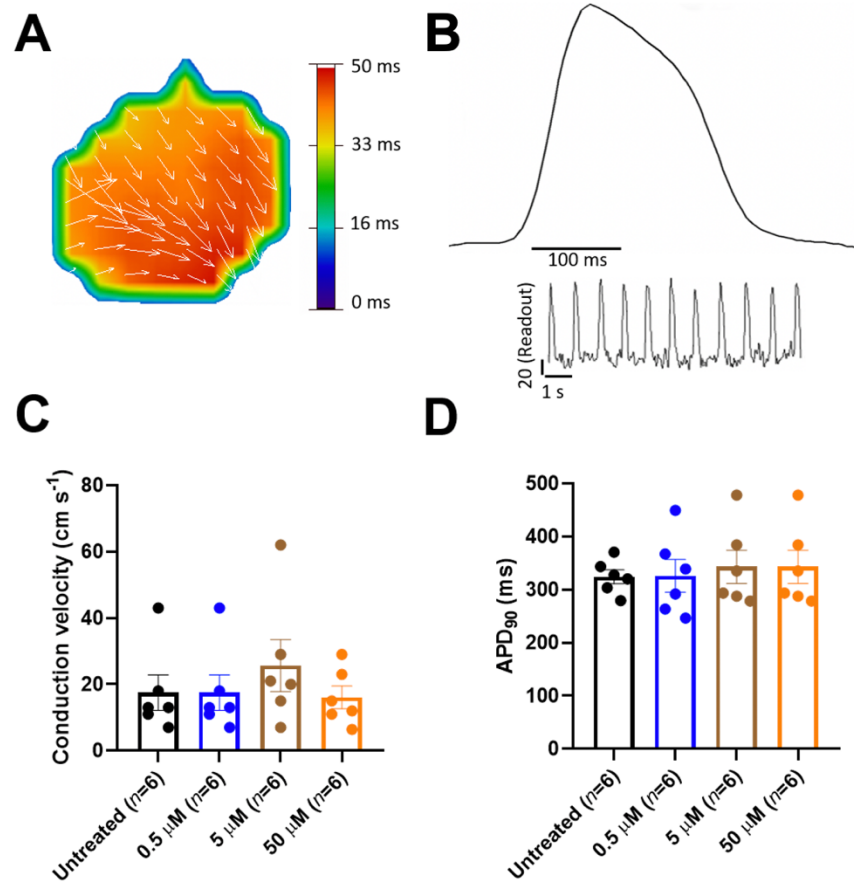 A
50 ms
33 ms
16 ms
0 ms
B
100 ms
20 (Readout)
1 s
C
Conduction velocity (cm s⁻¹)
80
60
40
20
0
Untreated (n=6)
0.5 μM (n=6)
5 μM (n=6)
50 μM (n=6)
D
APD₉₀ (ms)
500
400
300
200
100
0
Untreated (n=6)
0.5 μM (n=6)
5 μM (n=6)
50 μM (n=6)